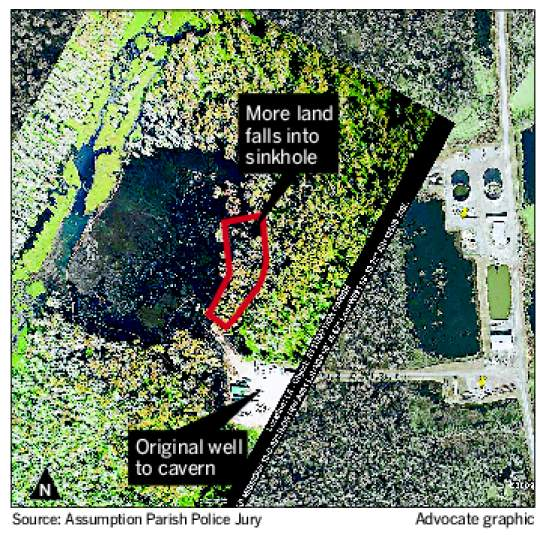 More land
falls into
sinkhole
Original well
to cavern
N
Source: Assumption Parish Police Jury
Advocate graphic